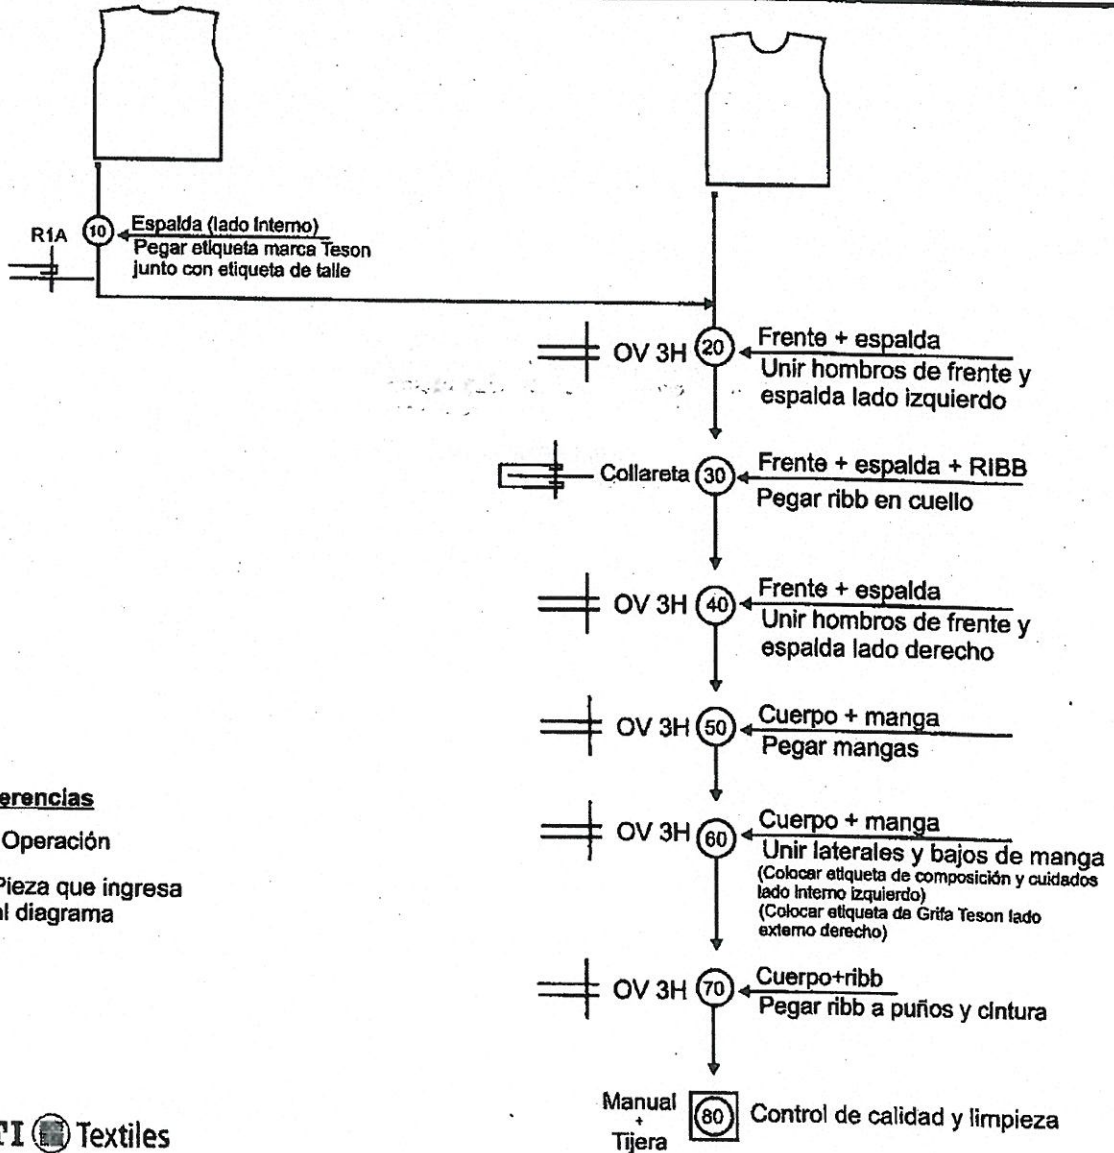 R1A
10
Espalda (lado Interno)
Pegar etiqueta marca Teson
junto con etiqueta de talle
OV 3H
20
Frente + espalda
Unir hombros de frente y
espalda lado izquierdo
Collareta
30
Frente + espalda + RIBB
Pegar ribb en cuello
OV 3H
40
Frente + espalda
Unir hombros de frente y
espalda lado derecho
OV 3H
50
Cuerpo + manga
Pegar mangas
OV 3H
60
Cuerpo + manga
Unir laterales y bajos de manga
(Colocar etiqueta de composición y cuidados
lado interno izquierdo)
(Colocar etiqueta de Grifa Teson lado
externo derecho)
erencias
Operación
Pieza que ingresa
al diagrama
OV 3H
70
Cuerpo+ribb
Pegar ribb a puños y cintura
Manual
+
Tijera
80
Control de calidad y limpieza
TI Textiles